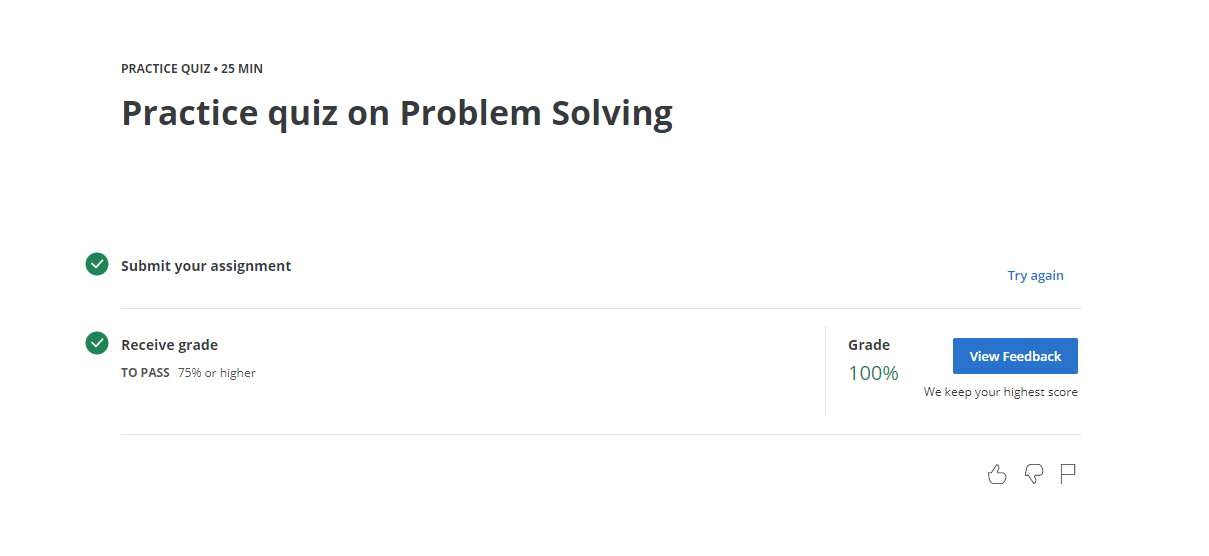 PRACTICE QUIZ • 25 MIN
Practice quiz on Problem Solving
Submit your assignment
Try again
Receive grade
TO PASS 75% or higher
Grade
100%
View Feedback
We keep your highest score